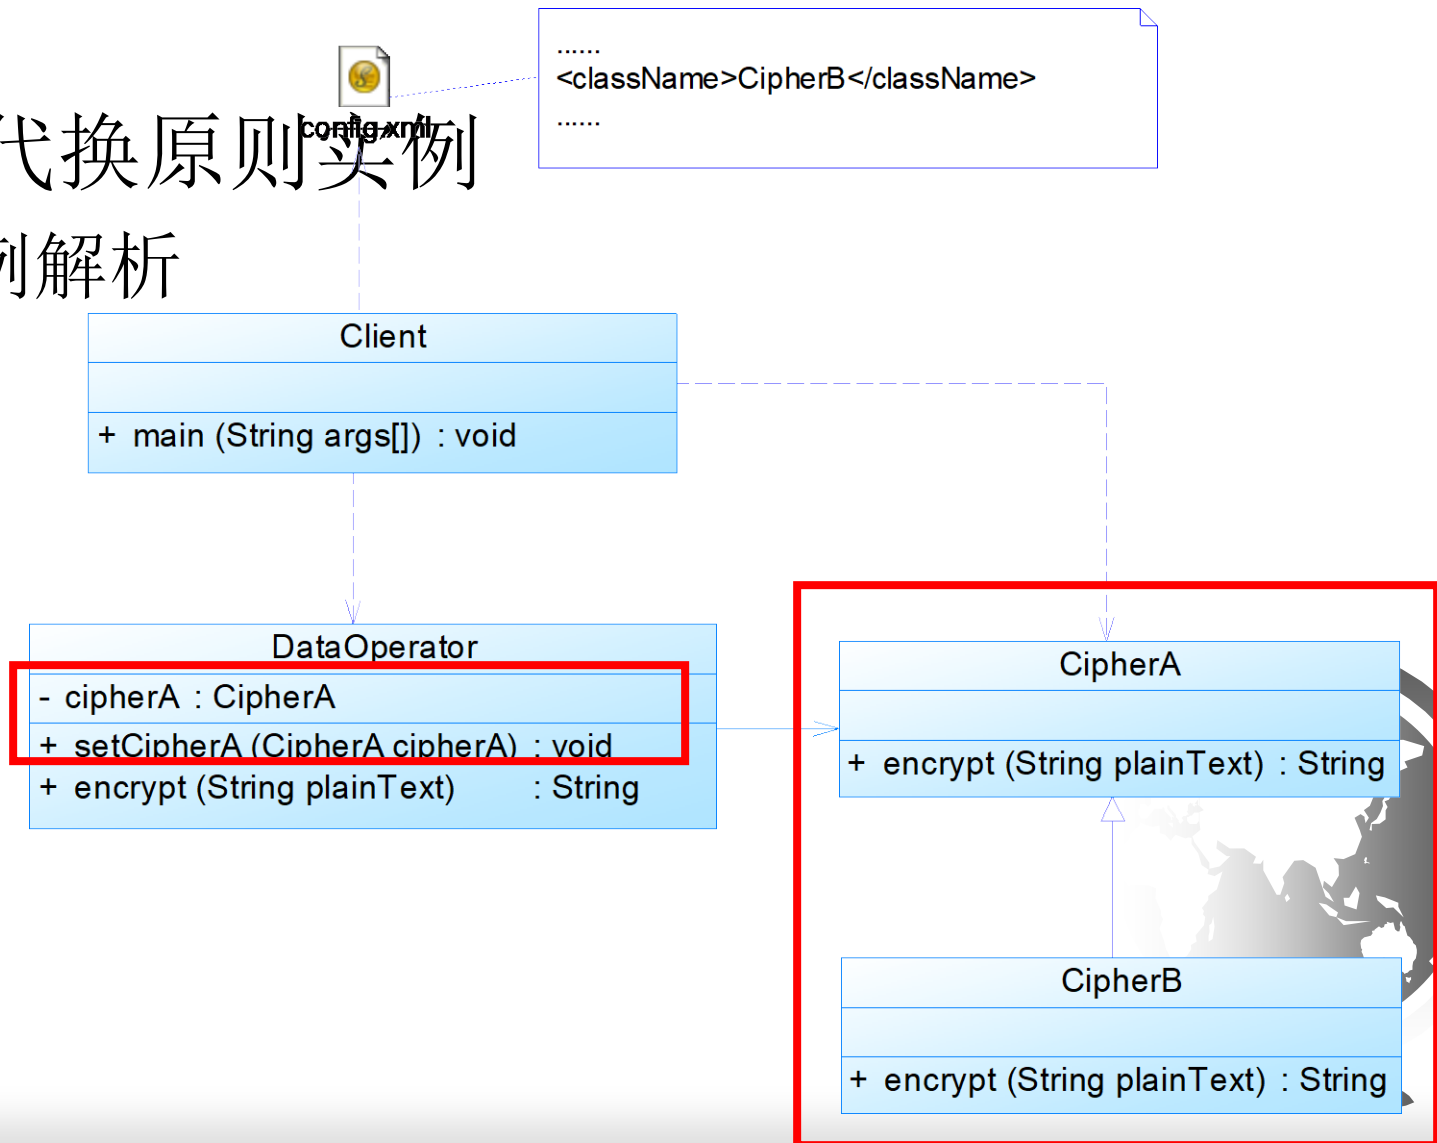 ......
<className>CipherB</className>
......
config.xml
代换原则实例
例解析
Client
+ main (String args[]) : void
DataOperator
- cipherA : CipherA
+ setCipherA (CipherA cipherA) : void
+ encrypt (String plainText) : String
CipherA
+ encrypt (String plainText) : String
CipherB
+ encrypt (String plainText) : String